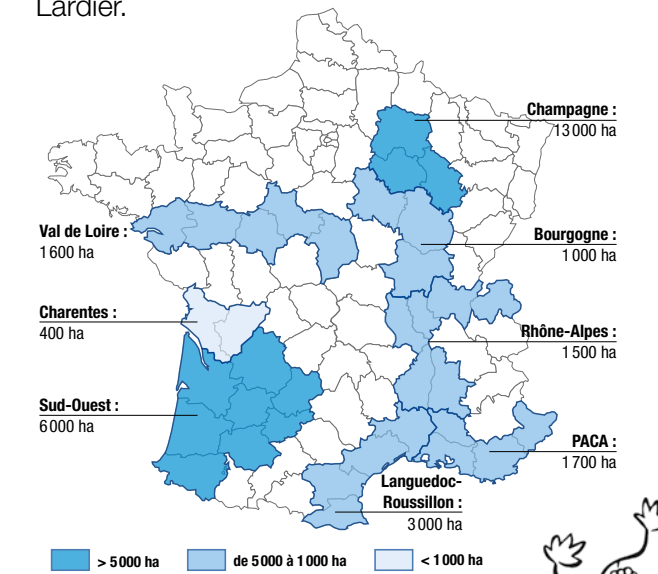 Lardier.
Champagne :
13 000 ha
Val de Loire :
1 600 ha
Bourgogne :
1 000 ha
Charentes :
400 ha
Rhône-Alpes :
1 500 ha
Sud-Ouest :
6 000 ha
PACA :
1 700 ha
Languedoc-
Roussillon :
3 000 ha
> 5 000 ha
de 5 000 à 1 000 ha
< 1 000 ha